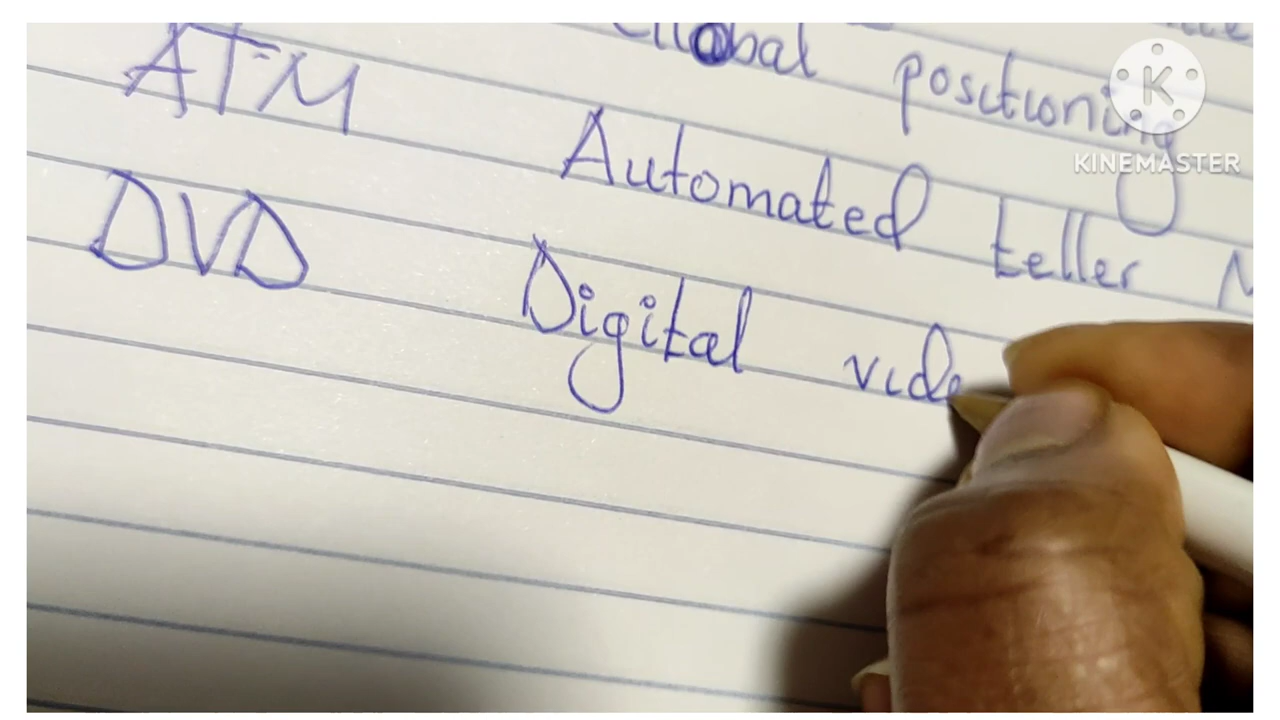 Global positioning
ATM Automated teller M
DVD Digital vide
KINEMASTER